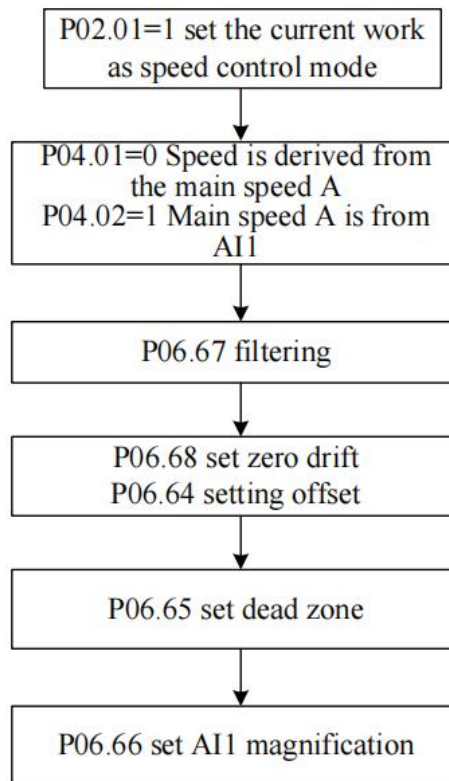 P02.01=1 set the current work
as speed control mode
P04.01=0 Speed is derived from
the main speed A
P04.02=1 Main speed A is from
AI1
P06.67 filtering
P06.68 set zero drift
P06.64 setting offset
P06.65 set dead zone
P06.66 set AI1 magnification